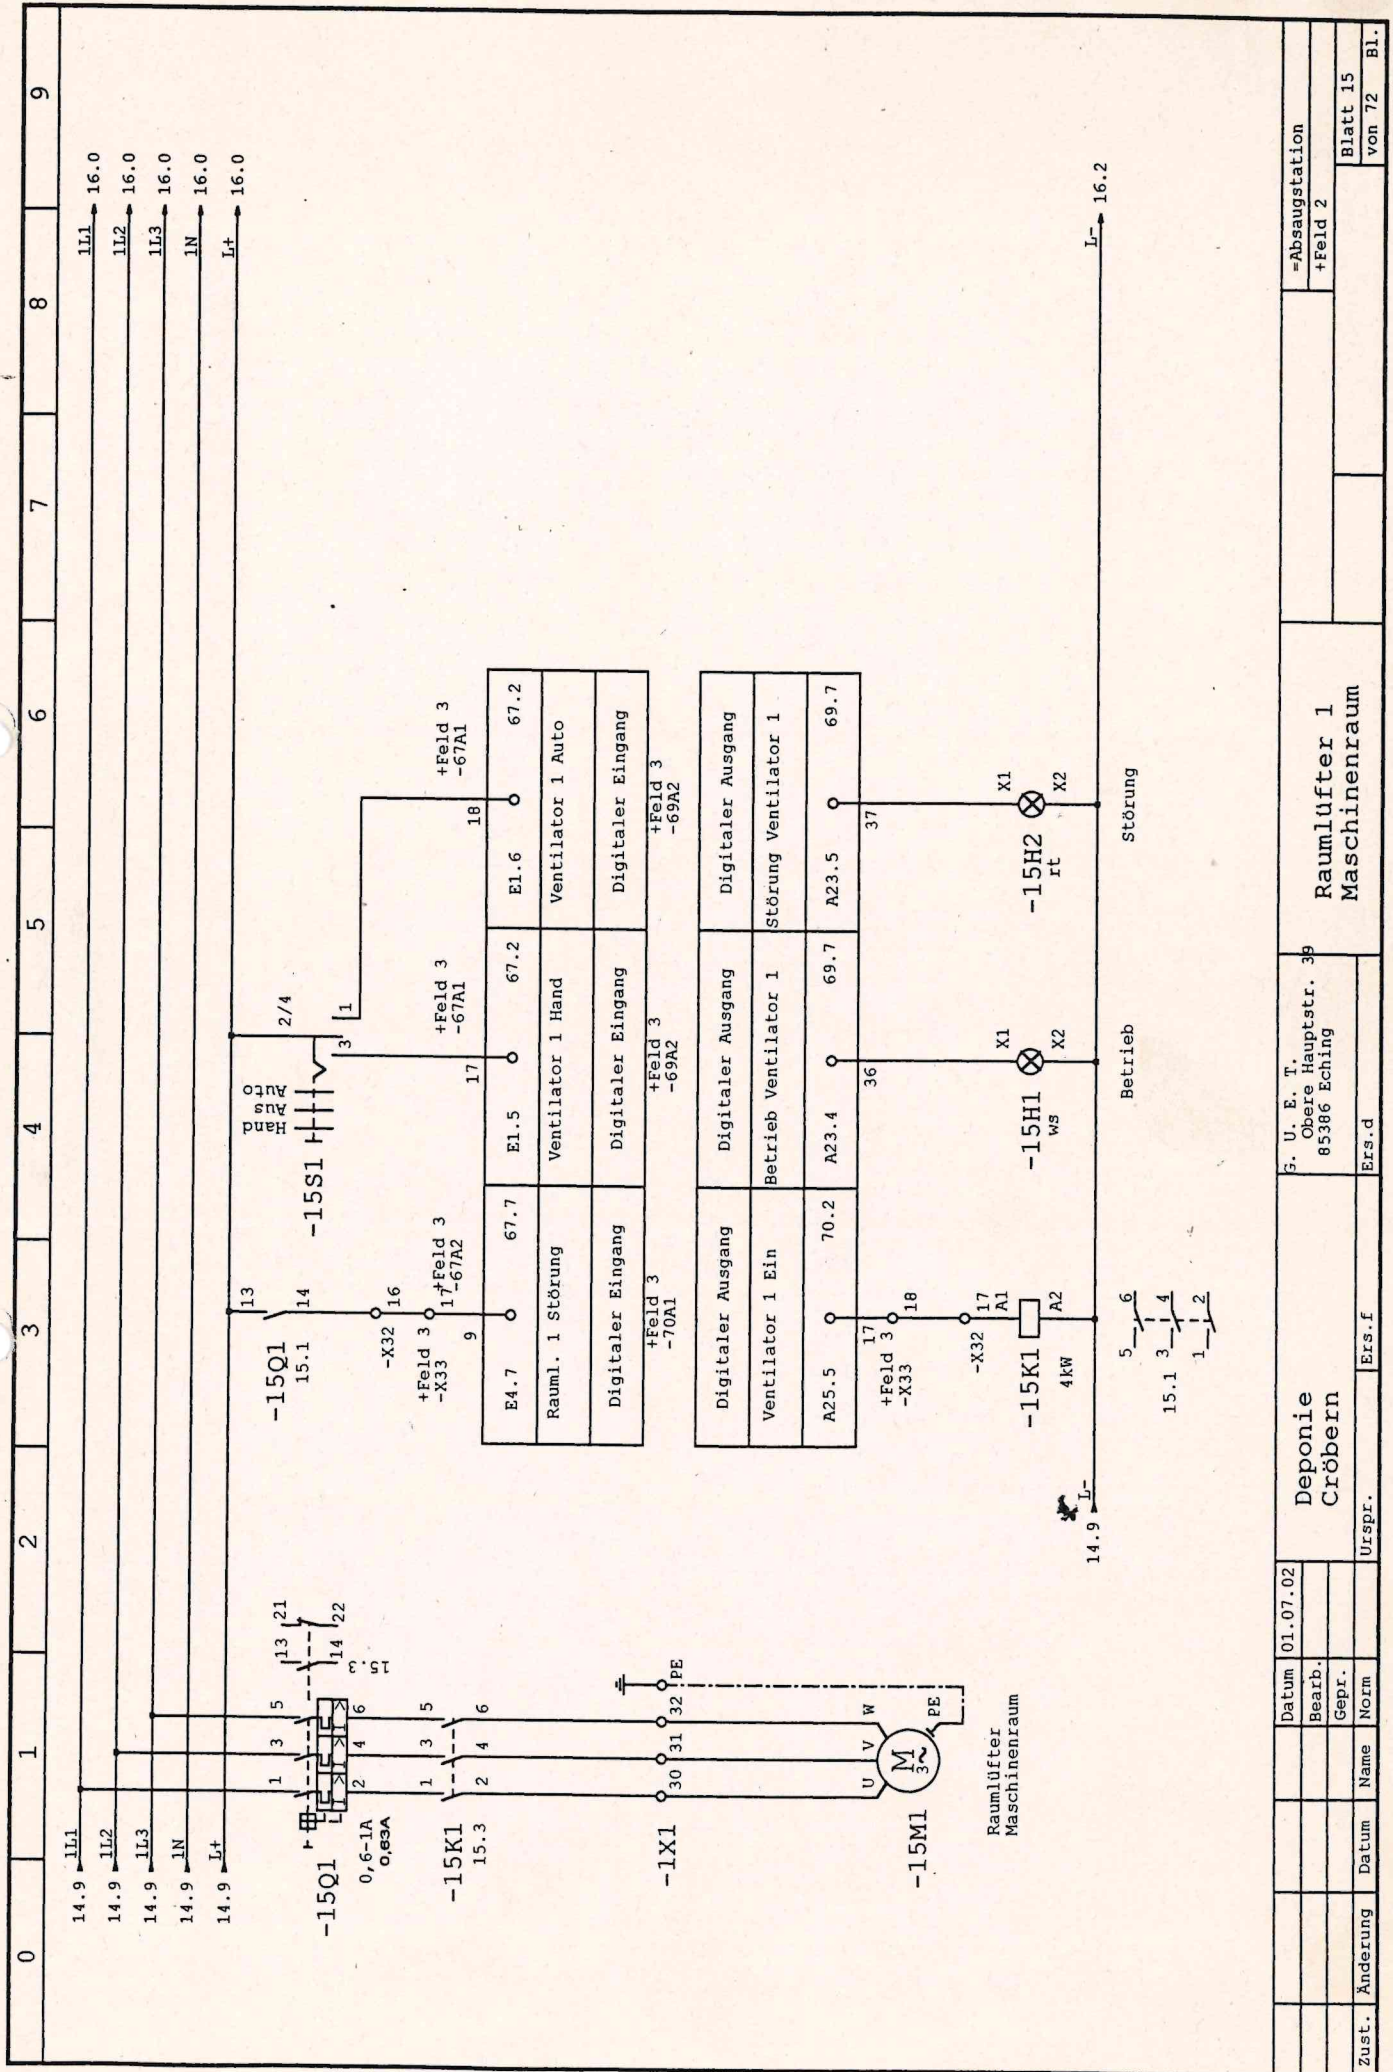 0 1 2 3 4 5 6 7 8 9
14.9 1L1 1L1 16.0
14.9 1L2 1L2 16.0
14.9 1L3 1L3 16.0
14.9 1N 1N 16.0
14.9 L+ L+ 16.0
-15Q1
1 3 5 13 21
2 4 6 14 22
15.3
0,6-1A
0,63A
-15K1
15.3
1 3 5
2 4 6
-1X1
30 31 32 PE
U V W
PE
M
3~
-15M1
Raumlüfter
Maschinenraum
-15Q1
15.1
13
14
-X32 16
+Feld 3
-X33
17
+Feld 3
-67A2
9
-15S1
Hand
Aus
Auto
2/4
3 1
17
+Feld 3
-67A1
18
+Feld 3
-67A1
E4.7 67.7 E1.5 67.2 E1.6 67.2
Rauml. 1 Störung Ventilator 1 Hand Ventilator 1 Auto
Digitaler Eingang Digitaler Eingang Digitaler Eingang
+Feld 3
-70A1
+Feld 3
-69A2
+Feld 3
-69A2
Digitaler Ausgang Digitaler Ausgang Digitaler Ausgang
Ventilator 1 Ein Betrieb Ventilator 1 Störung Ventilator 1
A25.5 70.2 A23.4 69.7 A23.5 69.7
17 36 37
+Feld 3
-X33
18
-X32 17
-15K1
4kW
A1
A2
-15H1
ws
X1
X2
-15H2
rt
X1
X2
14.9 L- L- 16.2
Betrieb Störung
15.1
5 6
3 4
1 2
Zust. Änderung Datum Name Norm
Datum 01.07.02
Bearb.
Gepr.
Deponie
Cröbern
Urspr. Ers.f Ers.d
G. U. E. T.
Obere Hauptstr. 39
85386 Eching
Raumlüfter 1
Maschinenraum
=Absaugstation
+Feld 2
Blatt 15
von 72 Bl.